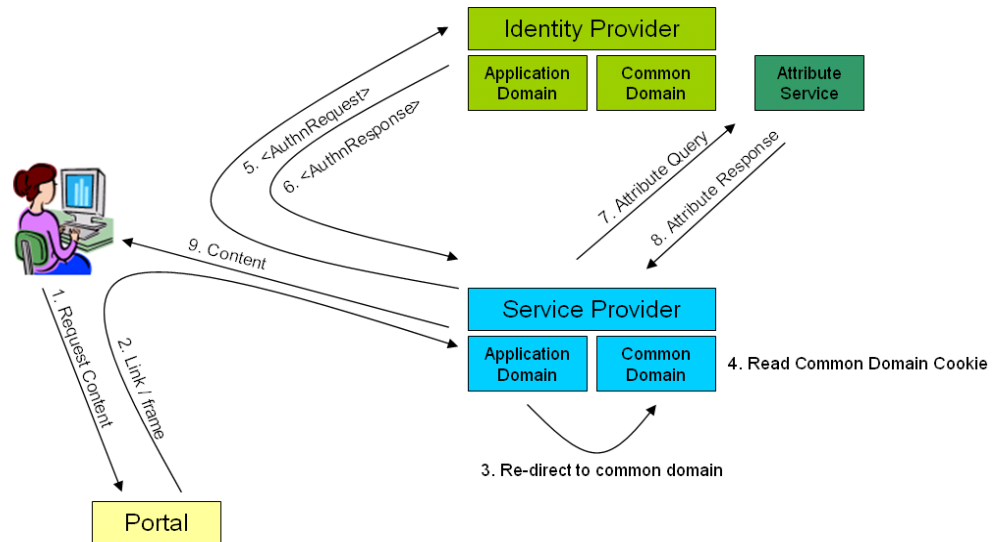 Identity Provider
Application
Domain
Common
Domain
Attribute
Service
5. <AuthnRequest>
6. <AuthnResponse>
7. Attribute Query
8. Attribute Response
9. Content
1. Request Content
2. Link / frame
Service Provider
Application
Domain
Common
Domain
4. Read Common Domain Cookie
3. Re-direct to common domain
Portal